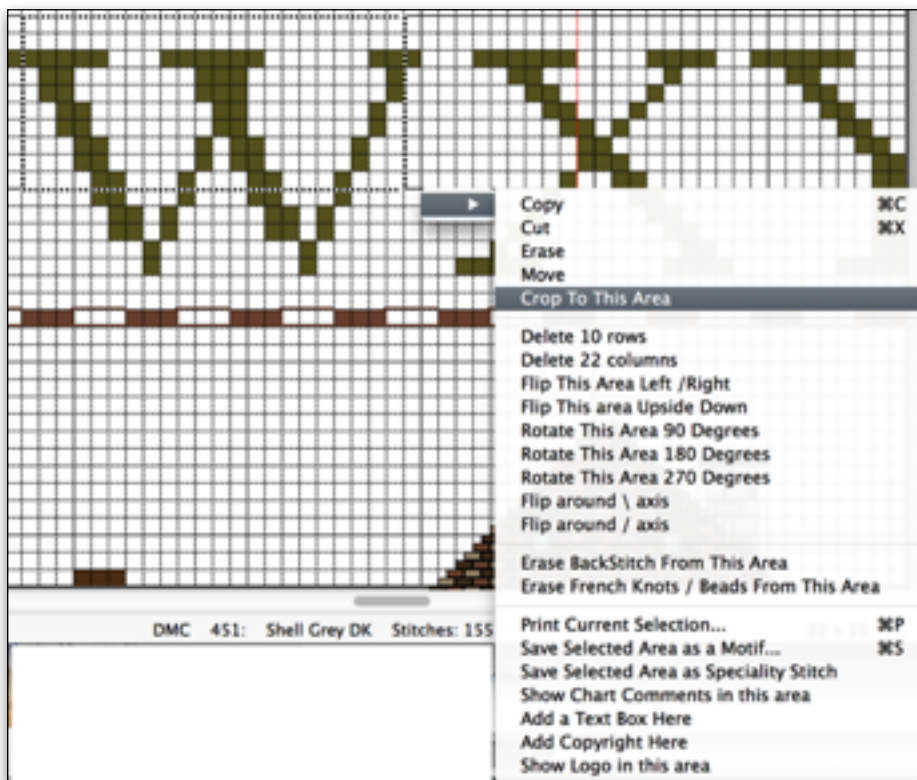 Copy ⌘C
Cut ⌘X
Erase
Move
Crop To This Area
Delete 10 rows
Delete 22 columns
Flip This Area Left /Right
Flip This area Upside Down
Rotate This Area 90 Degrees
Rotate This Area 180 Degrees
Rotate This Area 270 Degrees
Flip around \ axis
Flip around / axis
Erase BackStitch From This Area
Erase French Knots / Beads From This Area
DMC 451: Shell Grey DK Stitches: 155
Print Current Selection... ⌘P
Save Selected Area as a Motif... ⌘S
Save Selected Area as Speciality Stitch
Show Chart Comments in this area
Add a Text Box Here
Add Copyright Here
Show Logo in this area